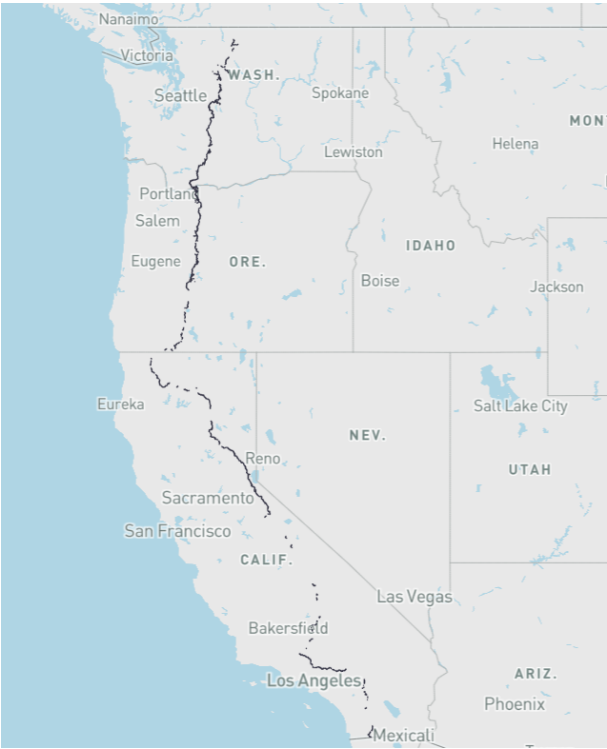 Nanaimo
Victoria
WASH.
Seattle
Spokane
MON
Helena
Lewiston
Portland
Salem
IDAHO
Eugene
ORE.
Boise
Jackson
Eureka
Salt Lake City
NEV.
Reno
UTAH
Sacramento
San Francisco
CALIF.
Las Vegas
Bakersfield
ARIZ.
Los Angeles
Phoenix
Mexicali